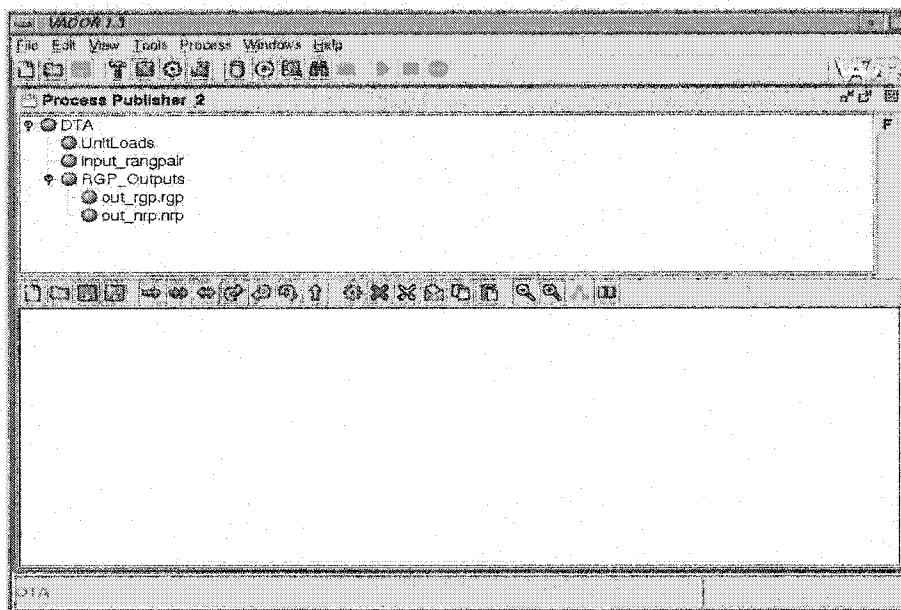 VADOR 1.3
File Edit View Tools Process Windows Help
Process Publisher_2
DTA
UnitLoads
input_rangpair
RGP_Outputs
out_rgp.rgp
out_nrp.nrp
F
DTA